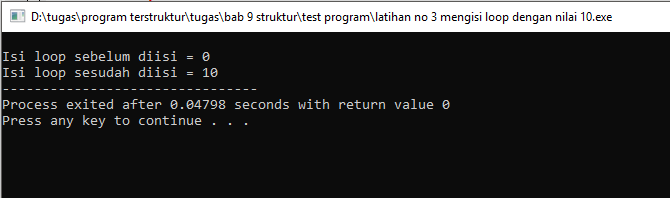 D:\tugas\program terstruktur\tugas\bab 9 struktur\test program\latihan no 3 mengisi loop dengan nilai 10.exe
Isi loop sebelum diisi = 0
Isi loop sesudah diisi = 10
--------------------------------
Process exited after 0.04798 seconds with return value 0
Press any key to continue . . .